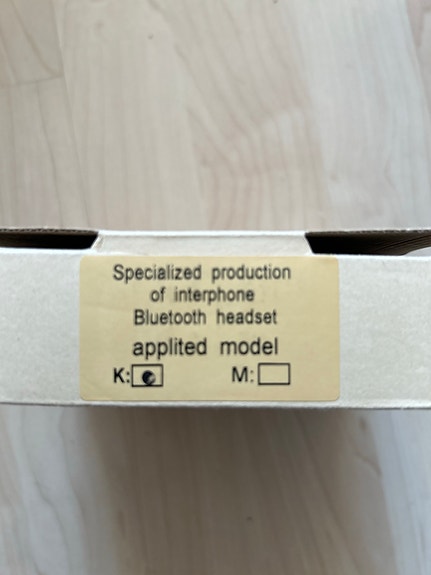 Specialized production
of interphone
Bluetooth headset
applited model
K: M: